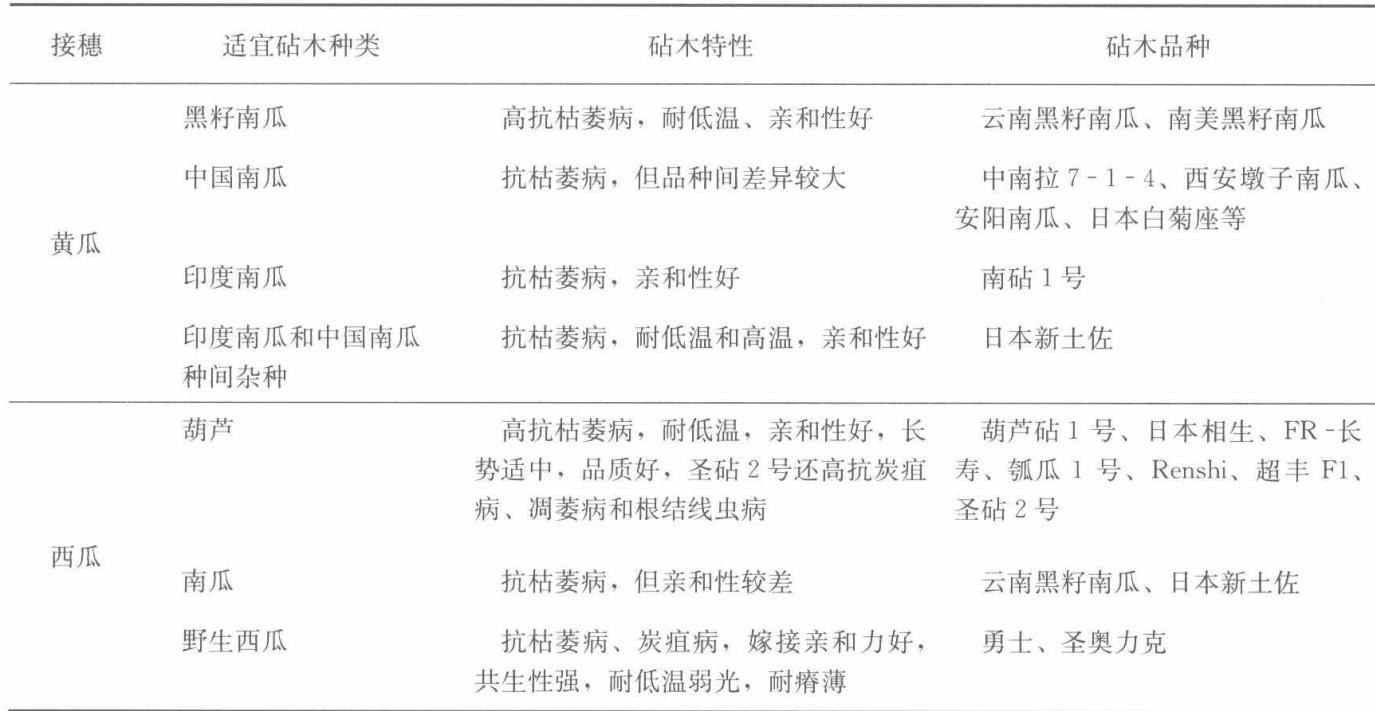 接穗 适宜砧木种类 砧木特性 砧木品种
黑籽南瓜 高抗枯萎病，耐低温、亲和性好 云南黑籽南瓜、南美黑籽南瓜
中国南瓜 抗枯萎病，但品种间差异较大 中南拉 7-1-4、西安墩子南瓜、
安阳南瓜、日本白菊座等
黄瓜
印度南瓜 抗枯萎病，亲和性好 南砧 1 号
印度南瓜和中国南瓜 抗枯萎病，耐低温和高温，亲和性好 日本新土佐
种间杂种
葫芦 高抗枯萎病，耐低温，亲和性好，长 葫芦砧 1 号、日本相生、FR-长
势适中，品质好，圣砧 2 号还高抗炭疽 寿、瓠瓜 1 号、Renshi、超丰 F1、
病、凋萎病和根结线虫病 圣砧 2 号
西瓜
南瓜 抗枯萎病，但亲和性较差 云南黑籽南瓜、日本新土佐
野生西瓜 抗枯萎病、炭疽病，嫁接亲和力好， 勇士、圣奥力克
共生性强，耐低温弱光，耐瘠薄